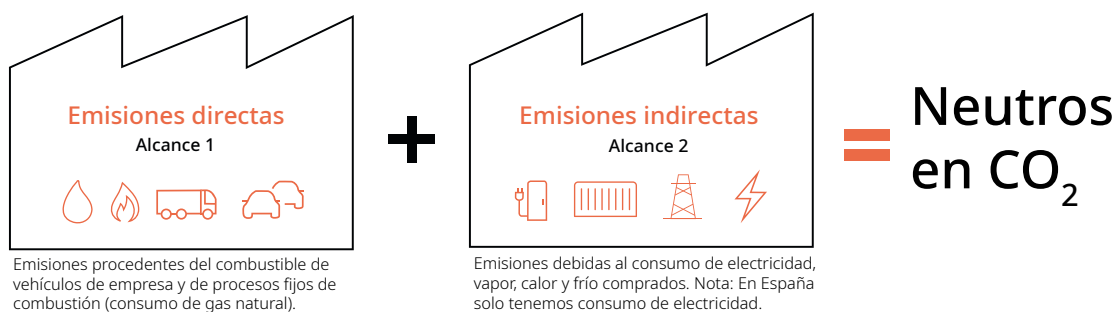 Emisiones directas
Alcance 1
Emisiones procedentes del combustible de
vehículos de empresa y de procesos fijos de
combustión (consumo de gas natural).
+
Emisiones indirectas
Alcance 2
Emisiones debidas al consumo de electricidad,
vapor, calor y frío comprados. Nota: En España
solo tenemos consumo de electricidad.
=
Neutros
en CO₂